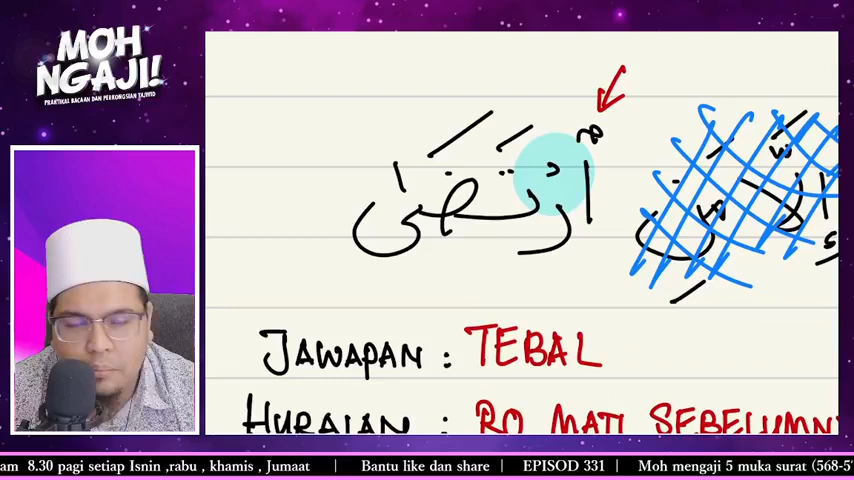 MOH
NGAJI!
PRAKTIKAL BACAAN DAN PERKONGSIAN TAJWID
ٱرْتَضَىٰ
JAWAPAN : TEBAL
HURAIAN : RO MATI SEBELUMN
am 8.30 pagi setiap Isnin ,rabu , khamis , Jumaat | Bantu like dan share | EPISOD 331 | Moh mengaji 5 muka surat (568-57